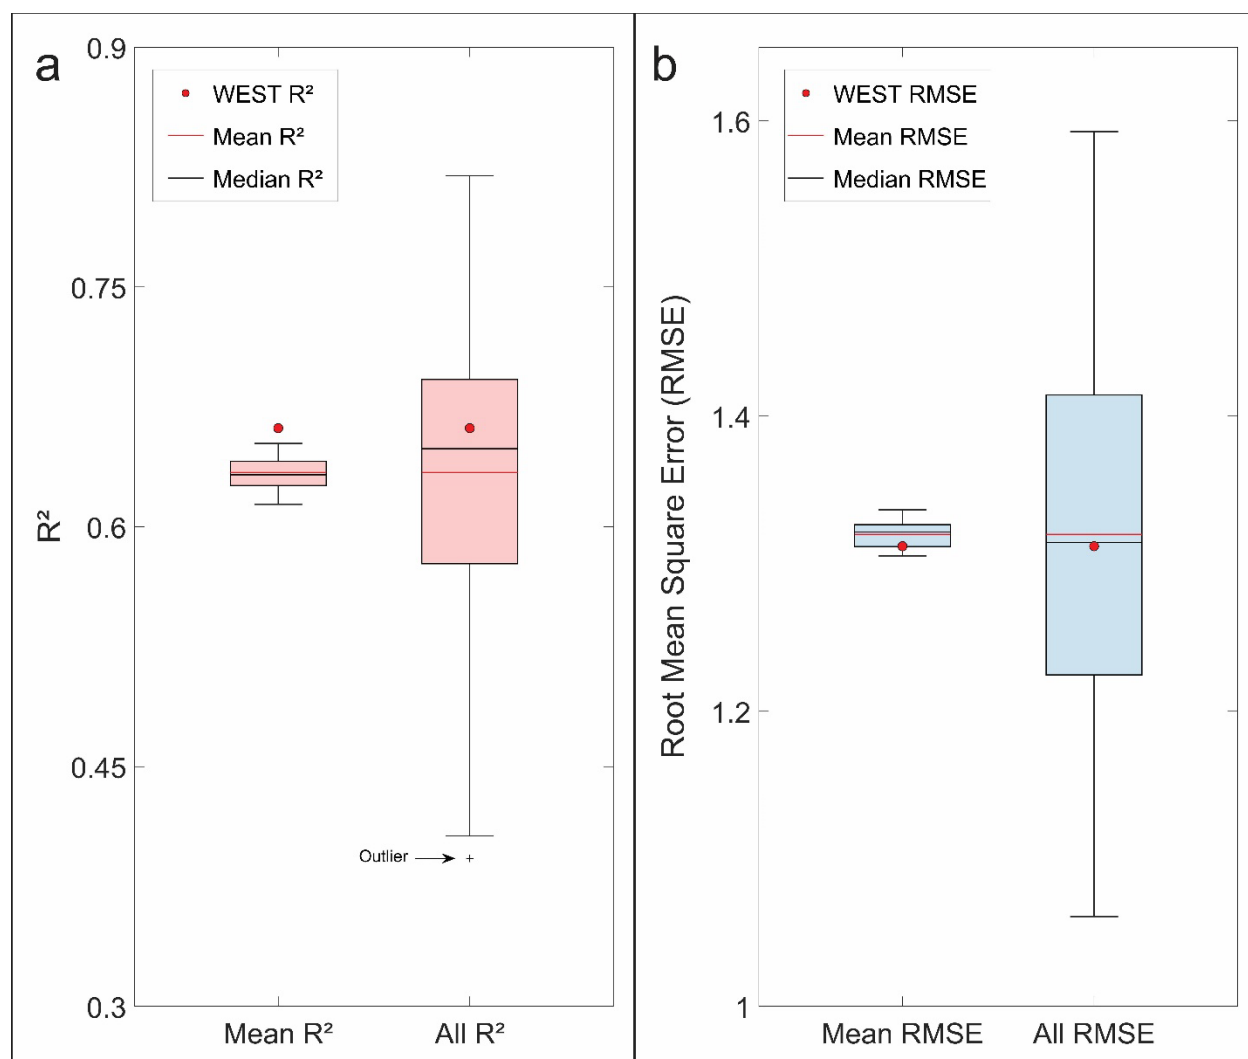 a
0.9
WEST R²
Mean R²
Median R²
0.75
0.6
R²
0.45
Outlier
0.3
Mean R²
All R²
b
WEST RMSE
Mean RMSE
Median RMSE
1.6
1.4
Root Mean Square Error (RMSE)
1.2
1
Mean RMSE
All RMSE